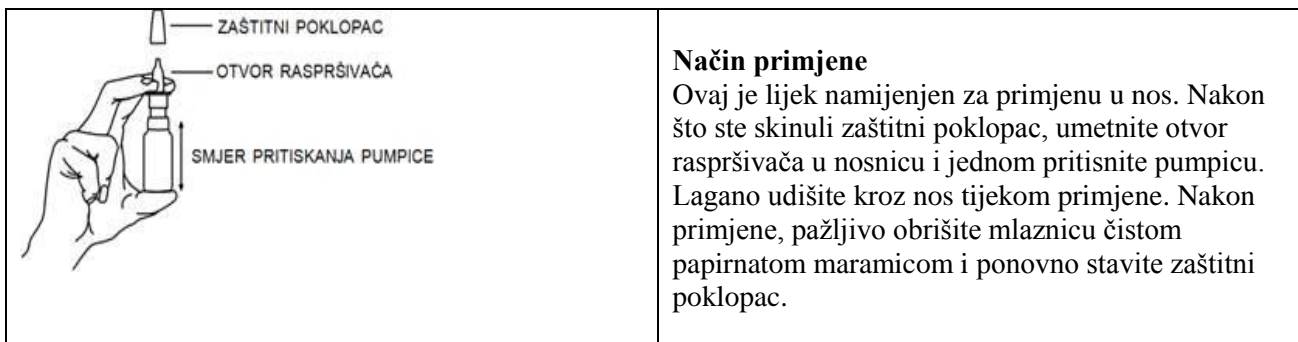 ZAŠTITNI POKLOPAC
OTVOR RASPRŠIVAČA
SMJER PRITISKANJA PUMPICE
Način primjene
Ovaj je lijek namijenjen za primjenu u nos. Nakon
što ste skinuli zaštitni poklopac, umetnite otvor
raspršivača u nosnicu i jednom pritisnite pumpicu.
Lagano udišite kroz nos tijekom primjene. Nakon
primjene, pažljivo obrišite mlaznicu čistom
papirnatom maramicom i ponovno stavite zaštitni
poklopac.